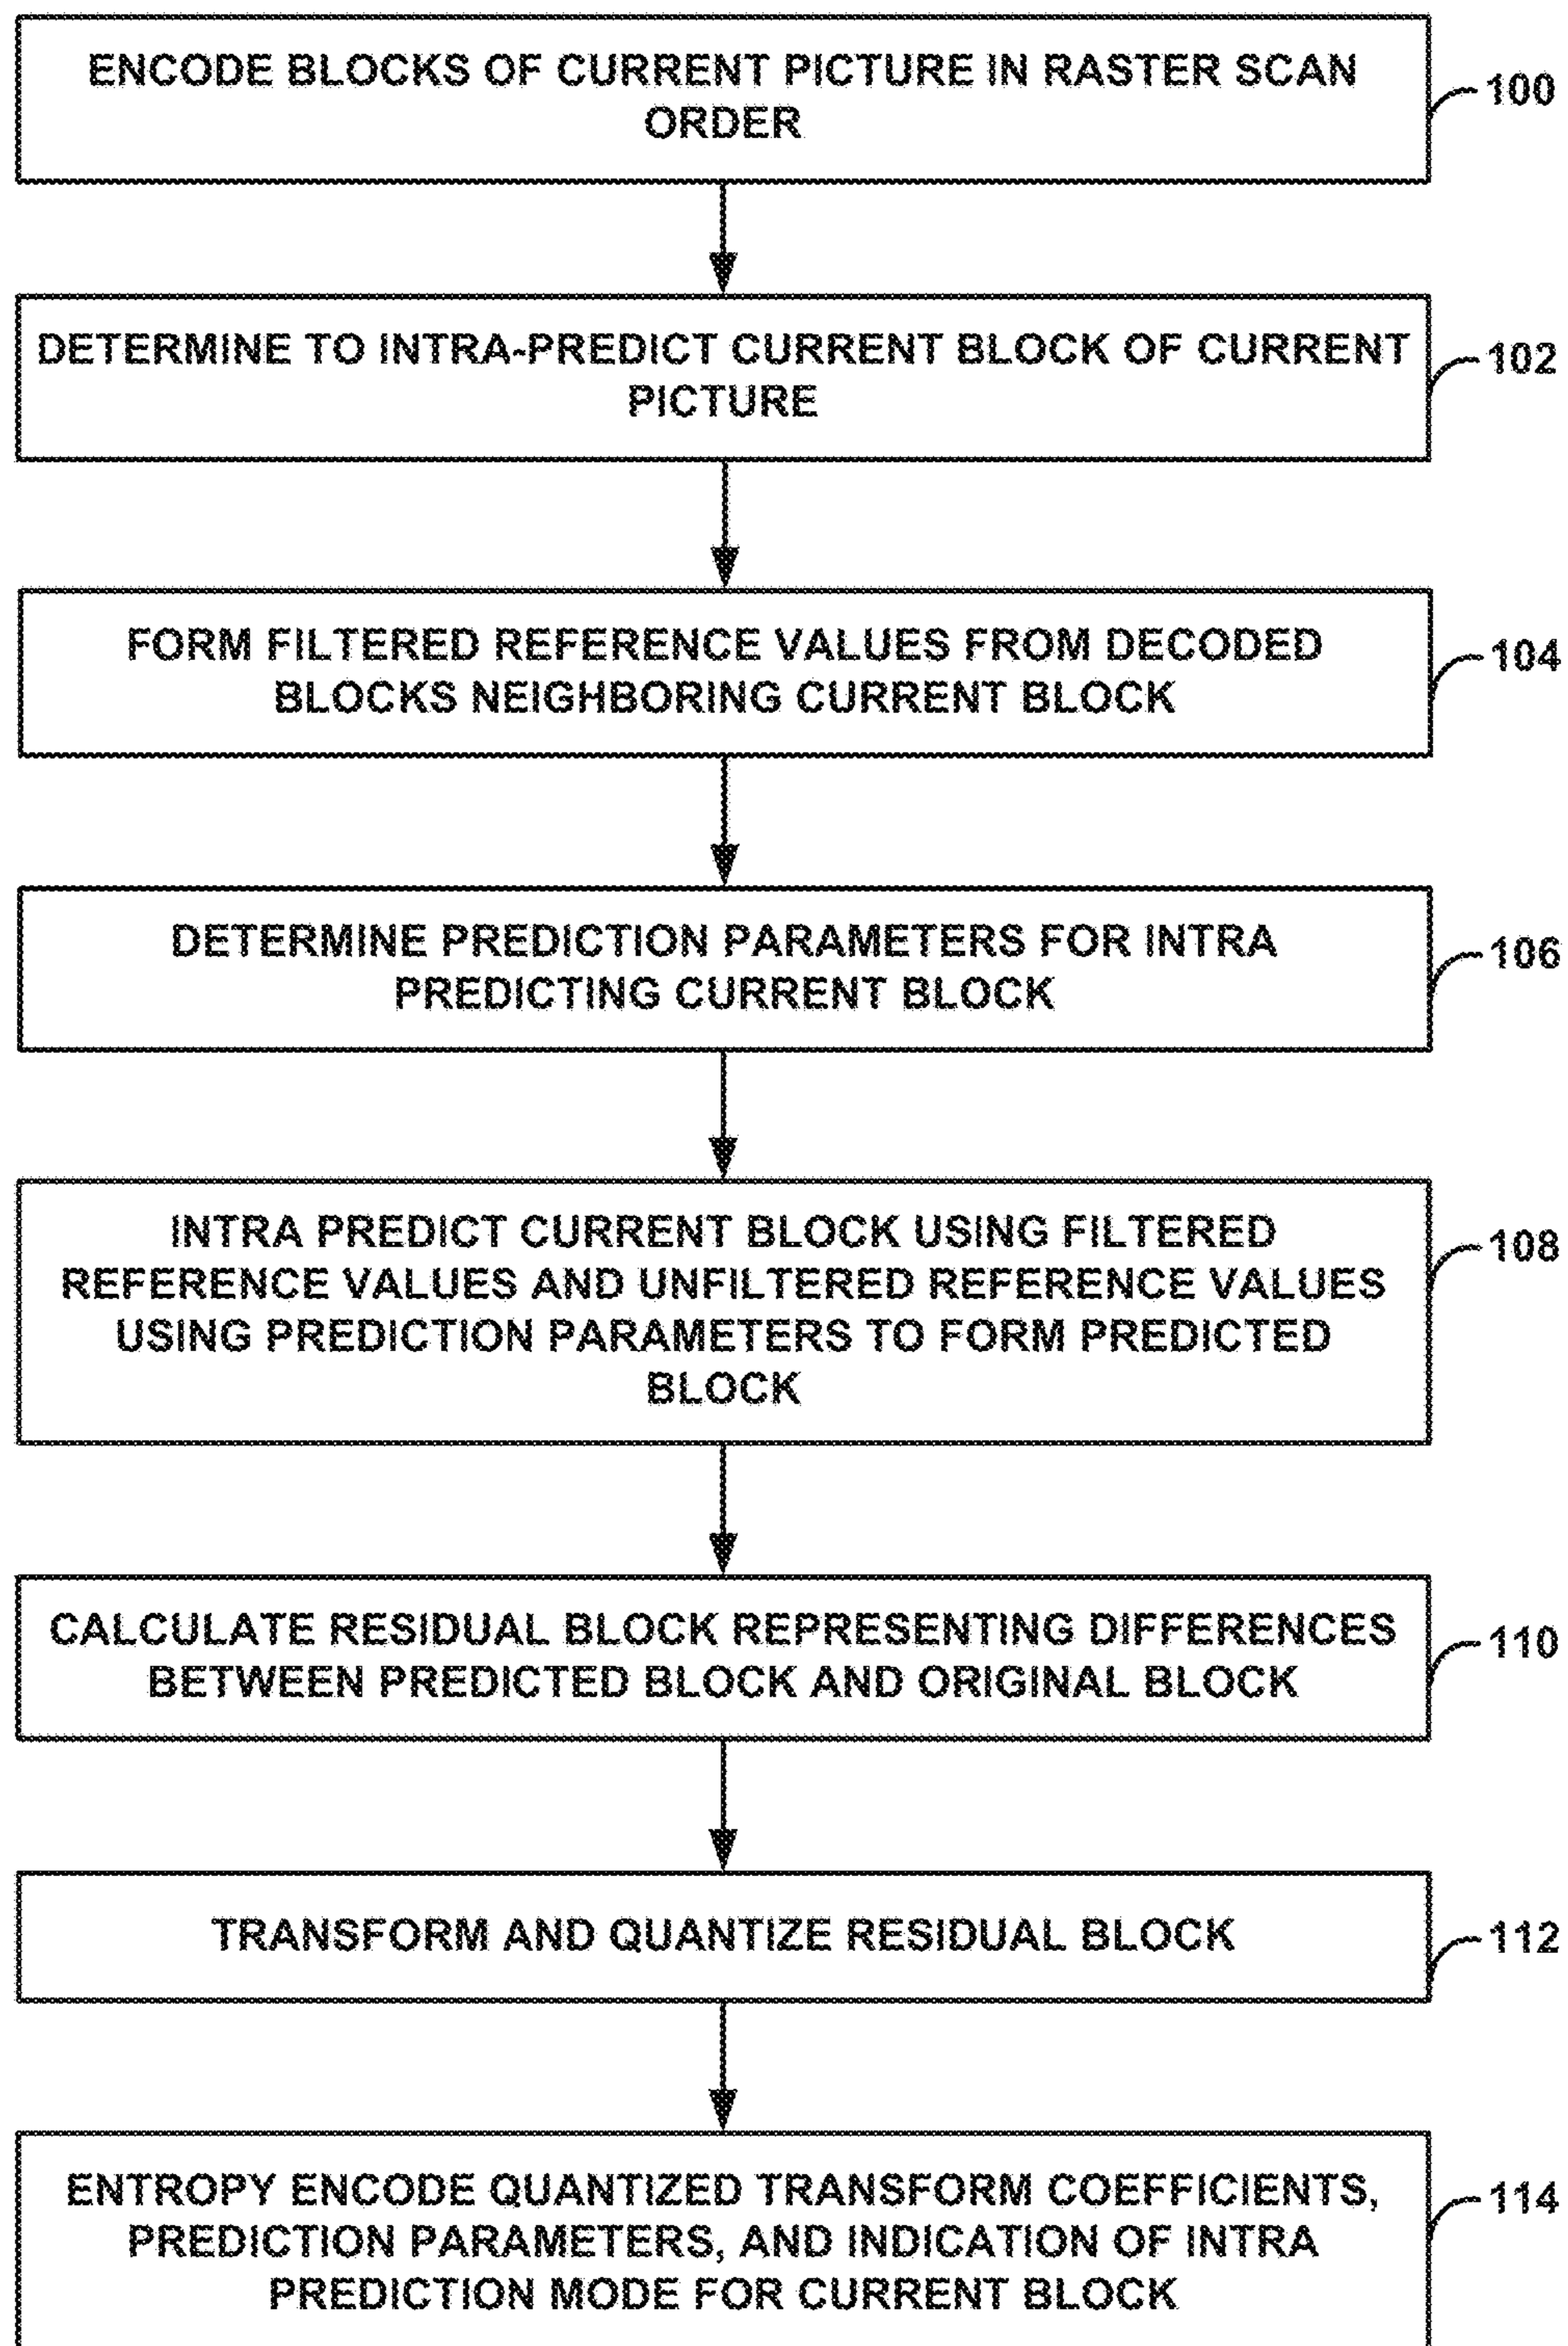 ENCODE BLOCKS OF CURRENT PICTURE IN RASTER SCAN
ORDER
100
DETERMINE TO INTRA-PREDICT CURRENT BLOCK OF CURRENT
PICTURE
102
FORM FILTERED REFERENCE VALUES FROM DECODED
BLOCKS NEIGHBORING CURRENT BLOCK
104
DETERMINE PREDICTION PARAMETERS FOR INTRA
PREDICTING CURRENT BLOCK
106
INTRA PREDICT CURRENT BLOCK USING FILTERED
REFERENCE VALUES AND UNFILTERED REFERENCE VALUES
USING PREDICTION PARAMETERS TO FORM PREDICTED
BLOCK
108
CALCULATE RESIDUAL BLOCK REPRESENTING DIFFERENCES
BETWEEN PREDICTED BLOCK AND ORIGINAL BLOCK
110
TRANSFORM AND QUANTIZE RESIDUAL BLOCK
112
ENTROPY ENCODE QUANTIZED TRANSFORM COEFFICIENTS,
PREDICTION PARAMETERS, AND INDICATION OF INTRA
PREDICTION MODE FOR CURRENT BLOCK
114